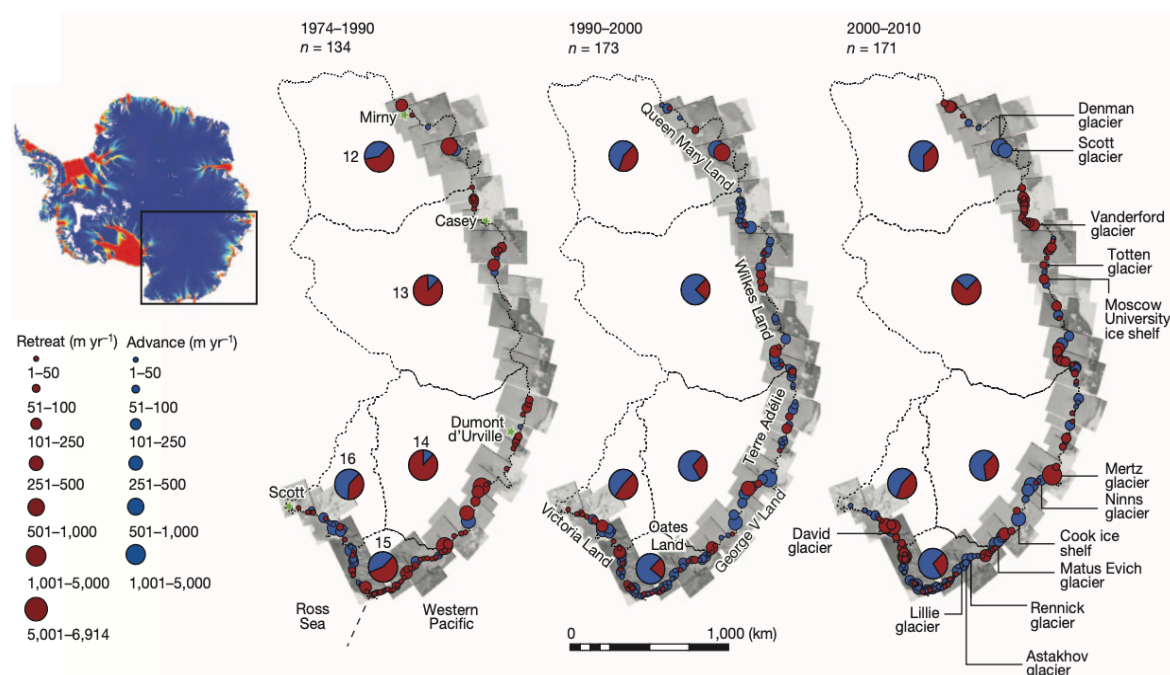 1974–1990
n = 134
1990–2000
n = 173
2000–2010
n = 171
Mirny
12
Casey
13
Dumont
d'Urville
14
16
Scott
15
Ross
Sea
Western
Pacific
Queen Mary Land
Wilkes Land
Terre Adélie
George V Land
Oates
Land
Victoria Land
0
1,000 (km)
Denman
glacier
Scott
glacier
Vanderford
glacier
Totten
glacier
Moscow
University
ice shelf
Mertz
glacier
Ninns
glacier
Cook ice
shelf
Matus Evich
glacier
Rennick
glacier
Astakhov
glacier
Lillie
glacier
David
glacier
Retreat (m yr–1)
1–50
51–100
101–250
251–500
501–1,000
1,001–5,000
5,001–6,914
Advance (m yr–1)
1–50
51–100
101–250
251–500
501–1,000
1,001–5,000